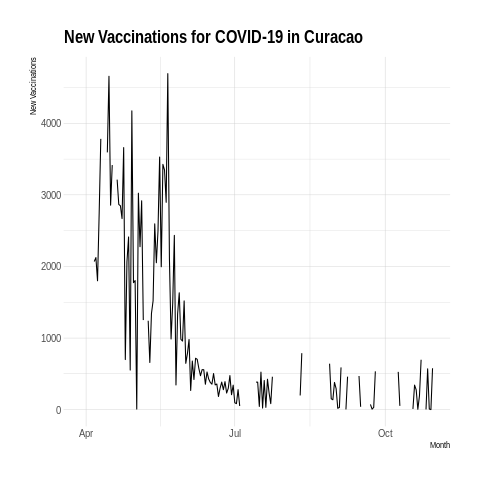 New Vaccinations for COVID-19 in Curacao
New Vaccinations
4000
3000
2000
1000
0
Apr Jul Oct
Month